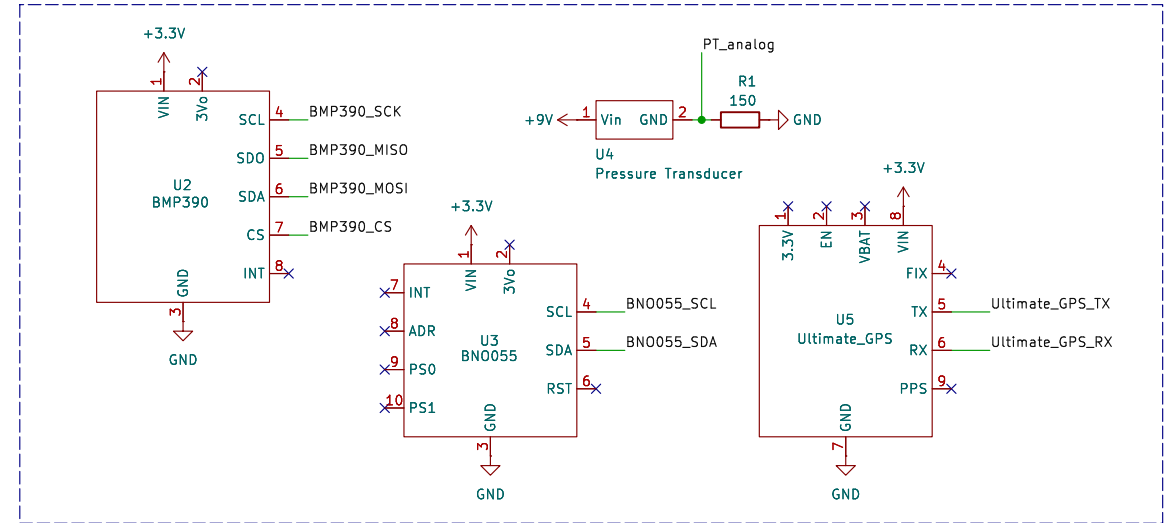 +3.3V
1
2
VIN
3Vo
SCL
4
BMP390_SCK
SDO
5
BMP390_MISO
U2
BMP390
SDA
6
BMP390_MOSI
CS
7
BMP390_CS
INT
8
GND
3
GND
PT_analog
R1
150
+9V
1
Vin
GND
2
GND
U4
Pressure Transducer
+3.3V
1
2
VIN
3Vo
7
INT
8
ADR
9
PS0
10
PS1
U3
BNO055
SCL
4
BNO055_SCL
SDA
5
BNO055_SDA
RST
6
GND
3
GND
+3.3V
1
2
3
8
3.3V
EN
VBAT
VIN
FIX
4
TX
5
Ultimate_GPS_TX
U5
Ultimate_GPS
RX
6
Ultimate_GPS_RX
PPS
9
GND
7
GND